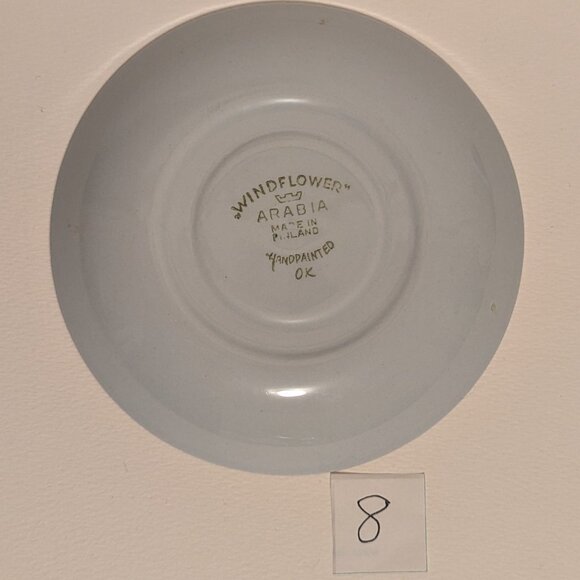 „WINDFLOWER“
ARABIA
MADE IN
FINLAND
HANDPAINTED
OK
8